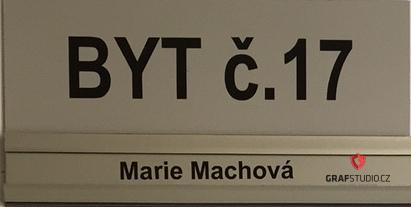 BYT č.17
Marie Machová
GRAFSTUDIO.CZ